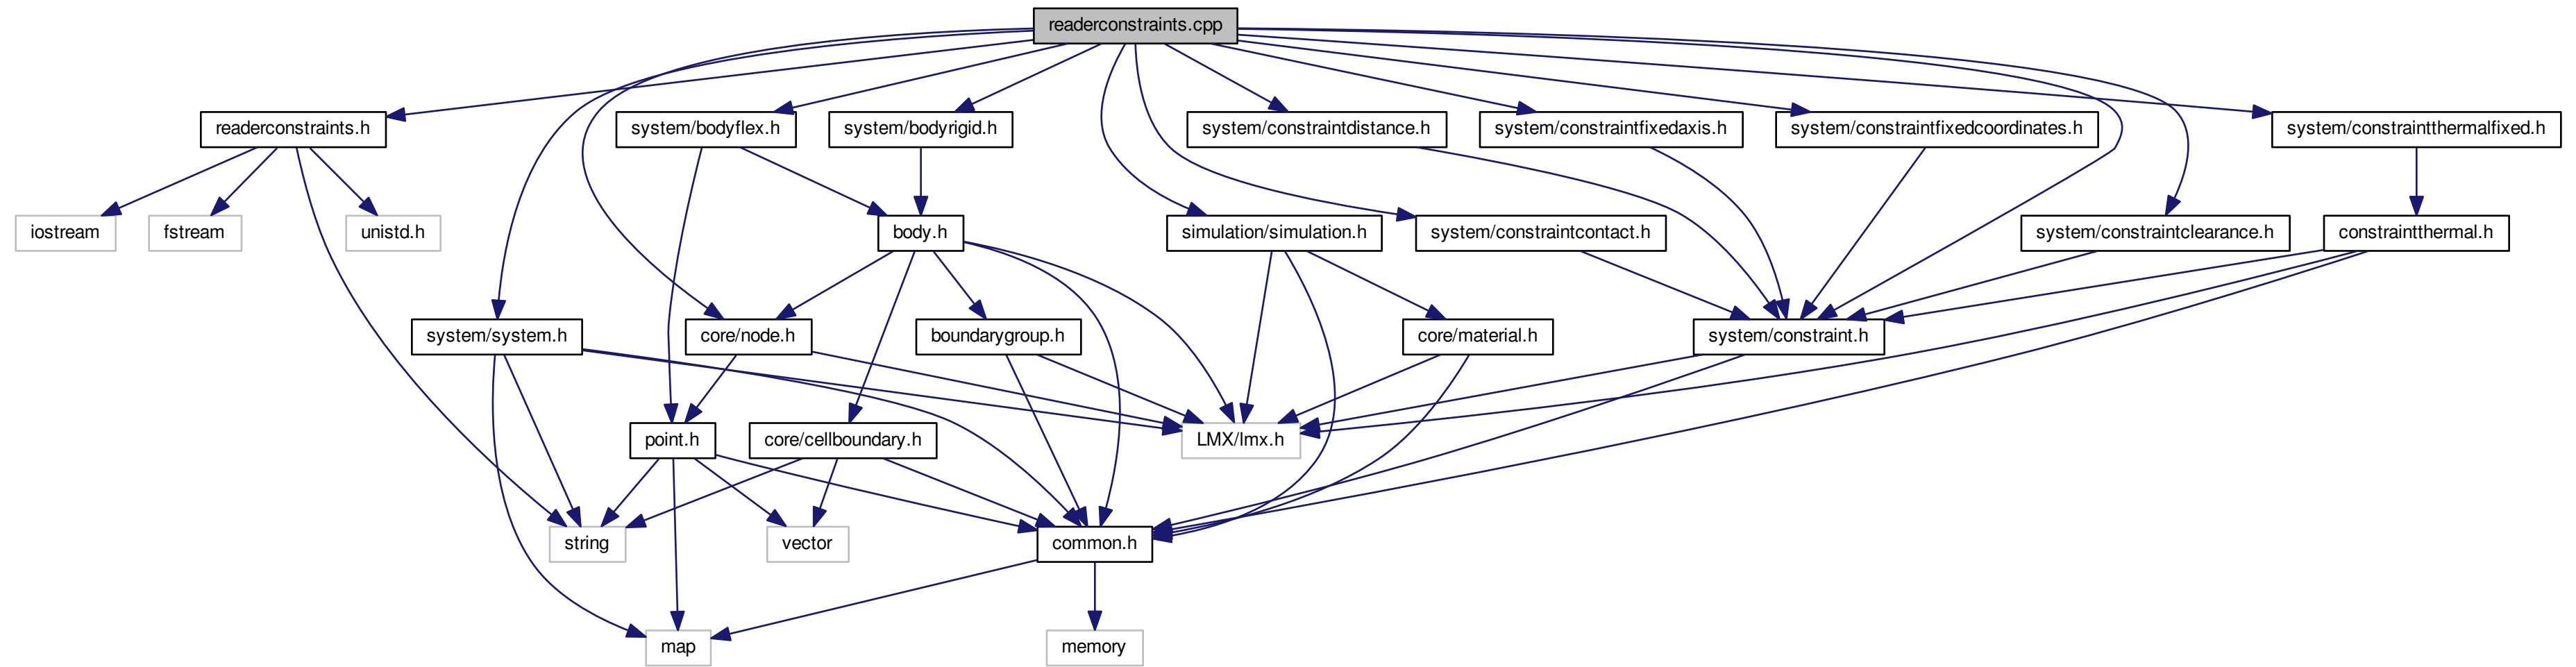 readerconstraints.cpp
readerconstraints.h
system/bodyflex.h
system/bodyrigid.h
system/constraintdistance.h
system/constraintfixedaxis.h
system/constraintfixedcoordinates.h
system/constraintthermalfixed.h
iostream
fstream
unistd.h
body.h
simulation/simulation.h
system/constraintcontact.h
system/constraintclearance.h
constraintthermal.h
system/system.h
core/node.h
boundarygroup.h
core/material.h
system/constraint.h
point.h
core/cellboundary.h
LMX/lmx.h
string
vector
common.h
map
memory